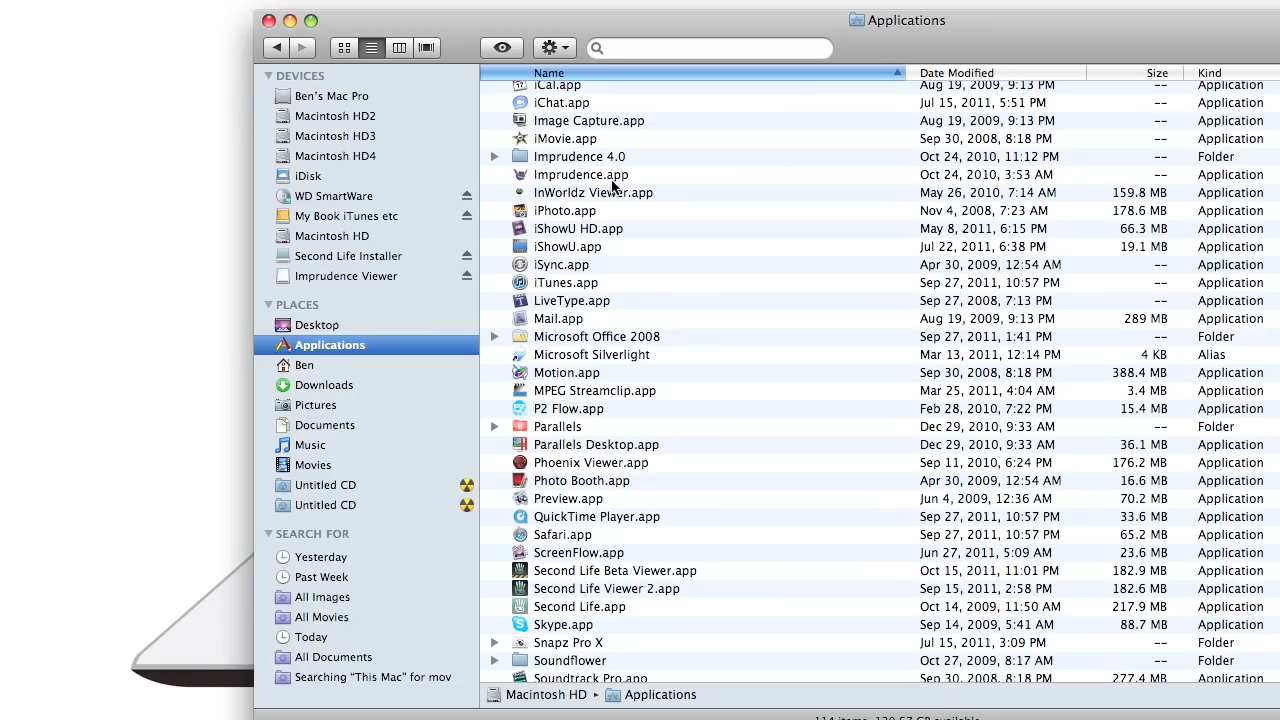 Applications
DEVICES
Ben's Mac Pro
Macintosh HD2
Macintosh HD3
Macintosh HD4
iDisk
WD SmartWare
My Book iTunes etc
Macintosh HD
Second Life Installer
Imprudence Viewer
PLACES
Desktop
Applications
Ben
Downloads
Pictures
Documents
Music
Movies
Untitled CD
Untitled CD
SEARCH FOR
Yesterday
Past Week
All Images
All Movies
Today
All Documents
Searching “This Mac” for mov
Name Date Modified Size Kind
iCal.app Aug 19, 2009, 9:13 PM -- Application
iChat.app Jul 15, 2011, 5:51 PM -- Application
Image Capture.app Aug 19, 2009, 9:13 PM -- Application
iMovie.app Sep 30, 2008, 8:18 PM -- Application
Imprudence 4.0 Oct 24, 2010, 11:12 PM -- Folder
Imprudence.app Oct 24, 2010, 3:53 AM -- Application
InWorldz Viewer.app May 26, 2010, 7:14 AM 159.8 MB Application
iPhoto.app Nov 4, 2008, 7:23 AM 178.6 MB Application
iShowU HD.app May 8, 2011, 6:15 PM 66.3 MB Application
iShowU.app Jul 22, 2011, 6:38 PM 19.1 MB Application
iSync.app Apr 30, 2009, 12:54 AM -- Application
iTunes.app Sep 27, 2011, 10:57 PM -- Application
LiveType.app Sep 27, 2008, 7:13 PM -- Application
Mail.app Aug 19, 2009, 9:13 PM 289 MB Application
Microsoft Office 2008 Sep 27, 2011, 1:41 PM -- Folder
Microsoft Silverlight Mar 13, 2011, 12:14 PM 4 KB Alias
Motion.app Sep 30, 2008, 8:18 PM 388.4 MB Application
MPEG Streamclip.app Mar 25, 2011, 4:04 AM 3.4 MB Application
P2 Flow.app Feb 28, 2010, 7:22 PM 15.4 MB Application
Parallels Dec 29, 2010, 9:33 AM -- Folder
Parallels Desktop.app Dec 29, 2010, 9:33 AM 36.1 MB Application
Phoenix Viewer.app Sep 11, 2010, 6:24 PM 176.2 MB Application
Photo Booth.app Apr 30, 2009, 12:54 AM 16.6 MB Application
Preview.app Jun 4, 2009, 12:36 AM 70.2 MB Application
QuickTime Player.app Sep 27, 2011, 10:57 PM 33.6 MB Application
Safari.app Sep 27, 2011, 10:57 PM 65.2 MB Application
ScreenFlow.app Jun 27, 2011, 5:09 AM 23.6 MB Application
Second Life Beta Viewer.app Oct 15, 2011, 11:01 PM 182.9 MB Application
Second Life Viewer 2.app Sep 15, 2011, 2:58 PM 182.6 MB Application
Second Life.app Oct 14, 2009, 11:50 AM 217.9 MB Application
Skype.app Sep 14, 2009, 5:41 AM 88.7 MB Application
Snapz Pro X Jul 15, 2011, 3:09 PM -- Folder
Soundflower Oct 27, 2009, 8:17 AM -- Folder
Soundtrack Pro.app Sep 30, 2008, 8:18 PM 277.4 MB Application
Macintosh HD ▸ Applications